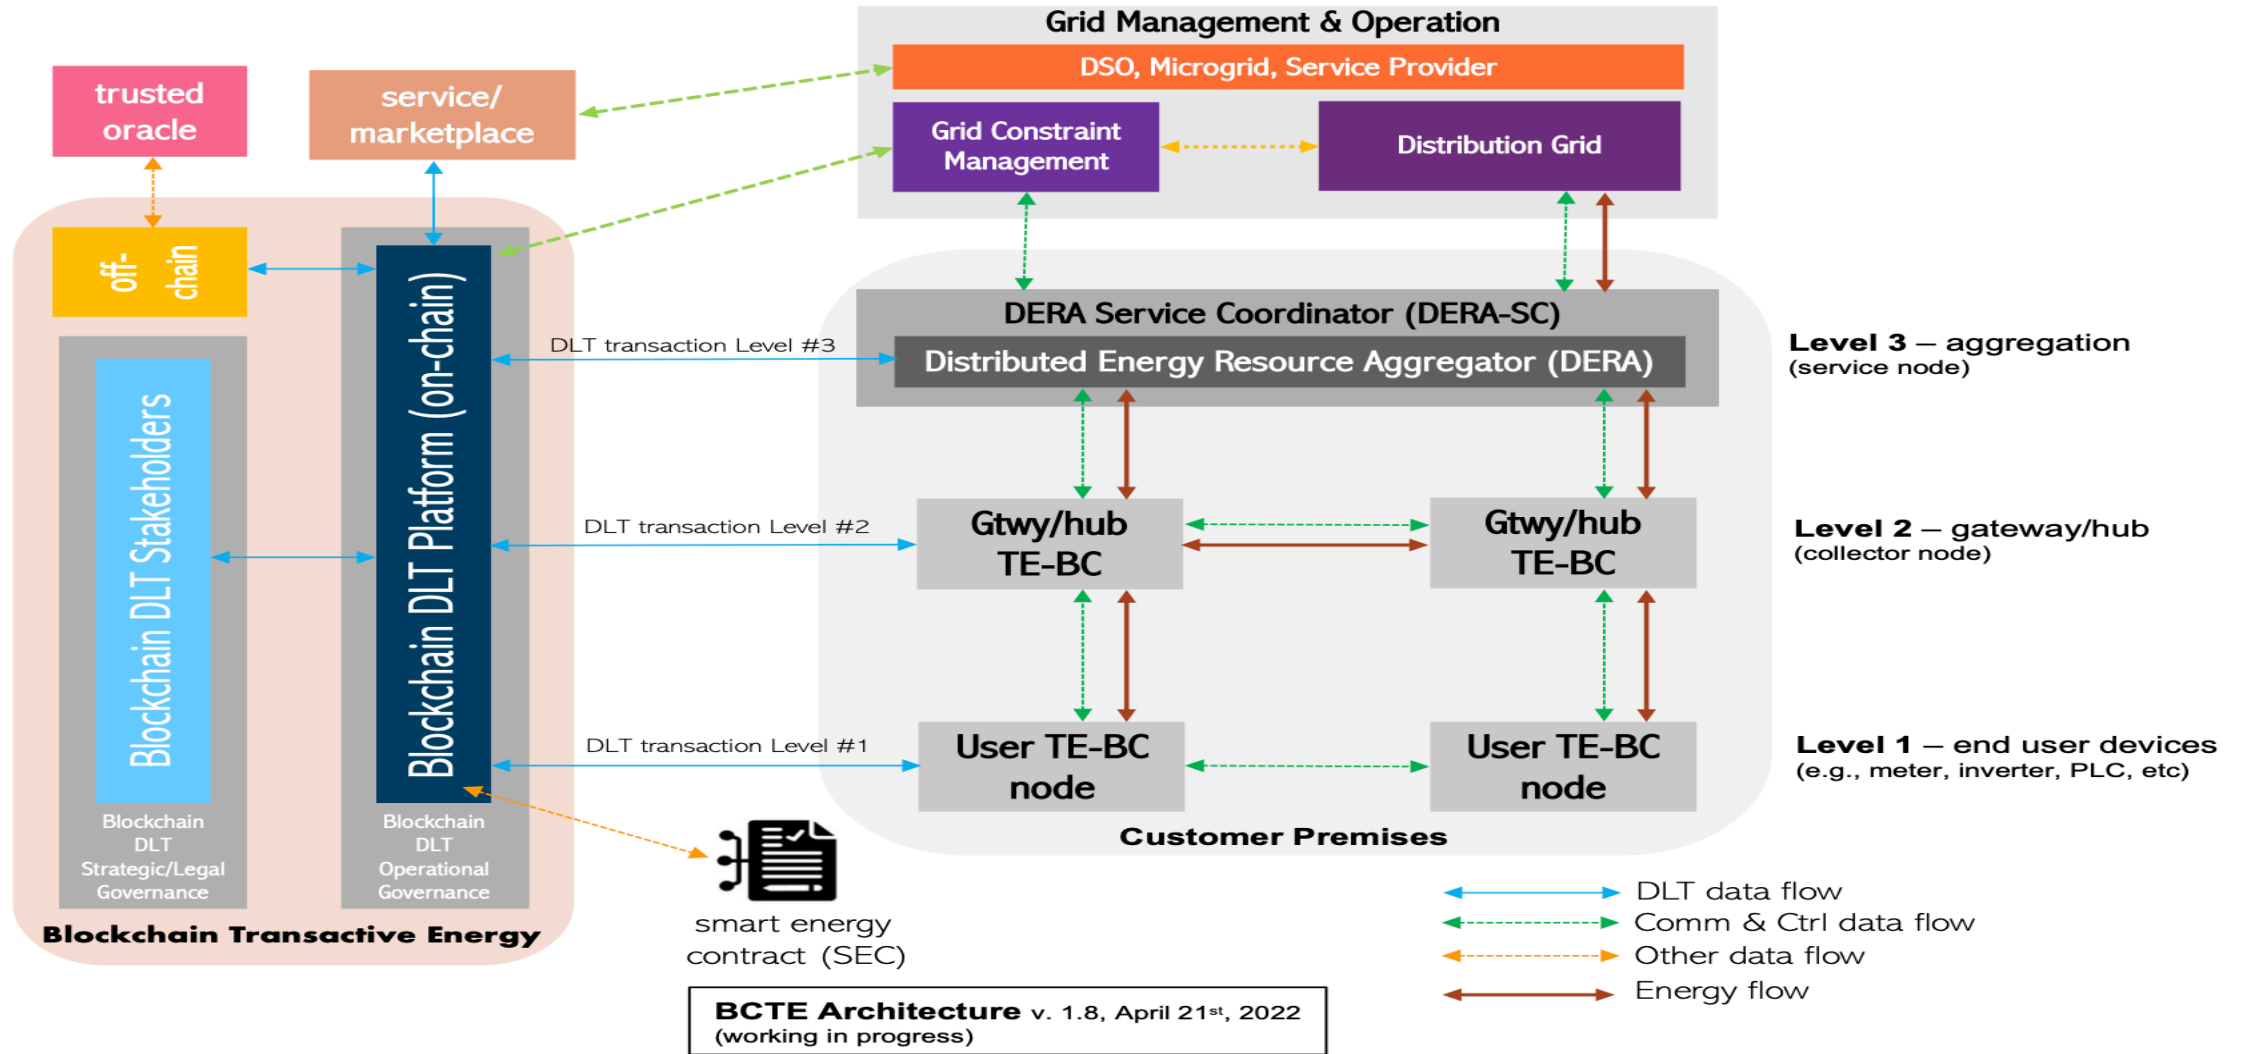 Grid Management & Operation
DSO, Microgrid, Service Provider
trusted
oracle
service/
marketplace
Grid Constraint
Management
Distribution Grid
off-
chain
Blockchain DLT Platform (on-chain)
Blockchain DLT Stakeholders
DERA Service Coordinator (DERA-SC)
Distributed Energy Resource Aggregator (DERA)
DLT transaction Level #3
Level 3 – aggregation
(service node)
DLT transaction Level #2
Gtwy/hub
TE-BC
Gtwy/hub
TE-BC
Level 2 – gateway/hub
(collector node)
DLT transaction Level #1
User TE-BC
node
User TE-BC
node
Level 1 – end user devices
(e.g., meter, inverter, PLC, etc)
Customer Premises
Blockchain
DLT
Strategic/Legal
Governance
Blockchain
DLT
Operational
Governance
Blockchain Transactive Energy
smart energy
contract (SEC)
DLT data flow
Comm & Ctrl data flow
Other data flow
Energy flow
BCTE Architecture v. 1.8, April 21st, 2022
(working in progress)